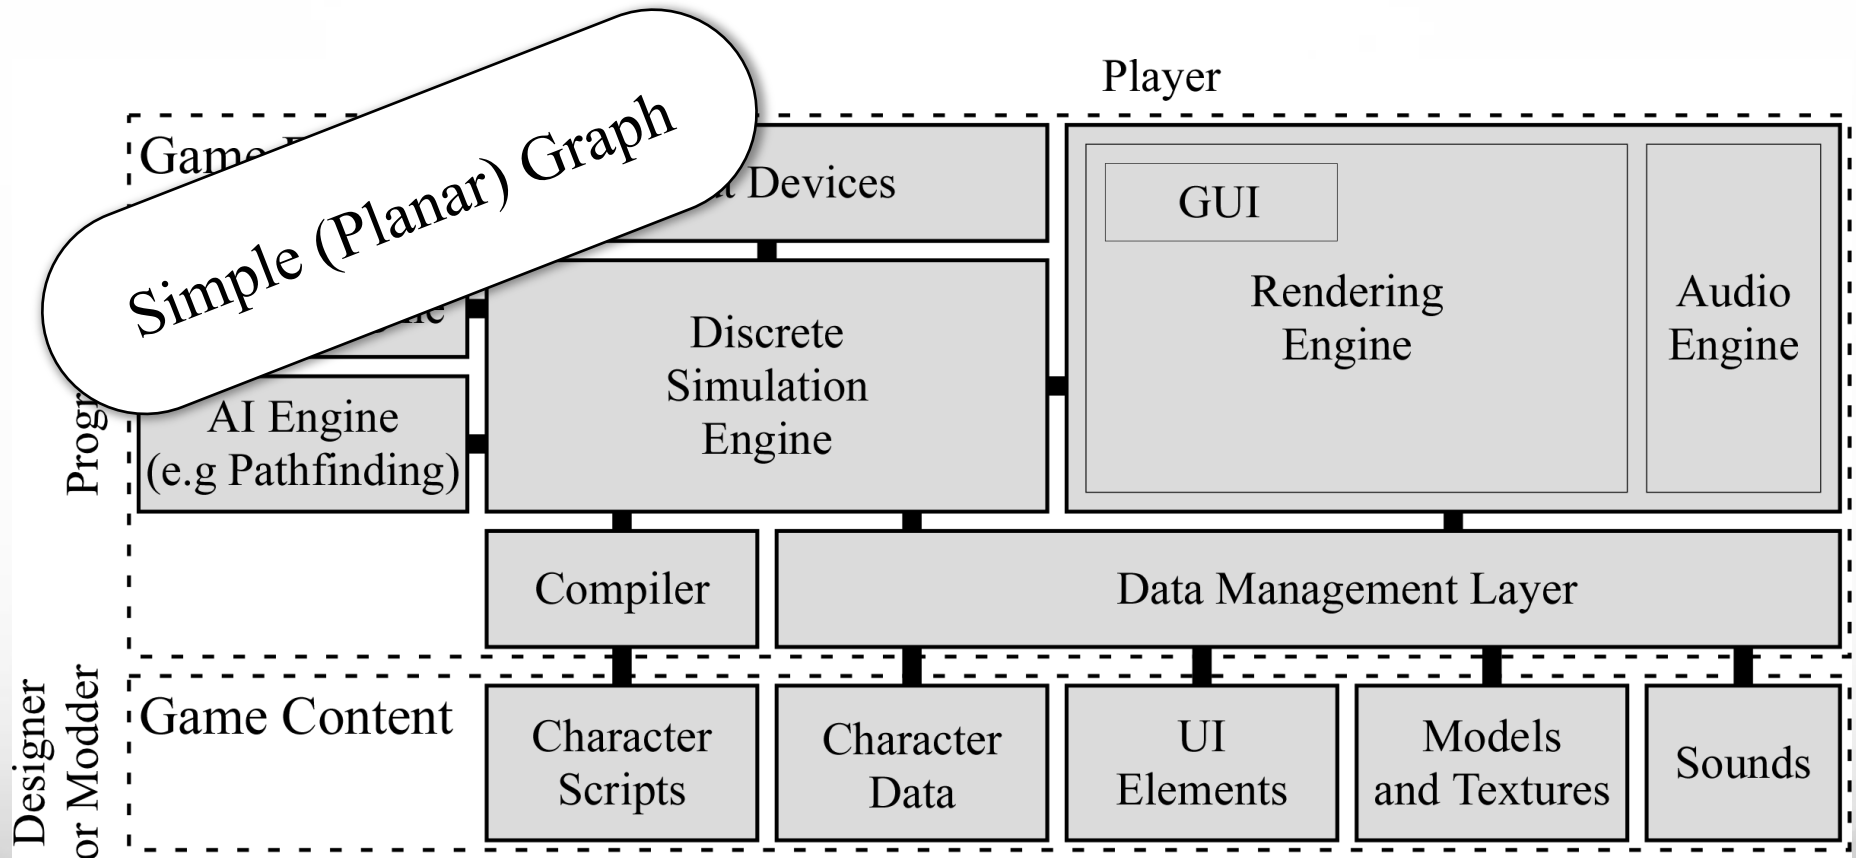 Player
Game
Simple (Planar) Graph
Devices
GUI
Rendering
Engine
Audio
Engine
Discrete
Simulation
Engine
AI Engine
(e.g Pathfinding)
Compiler
Data Management Layer
Designer
or Modder
Game Content
Character
Scripts
Character
Data
UI
Elements
Models
and Textures
Sounds